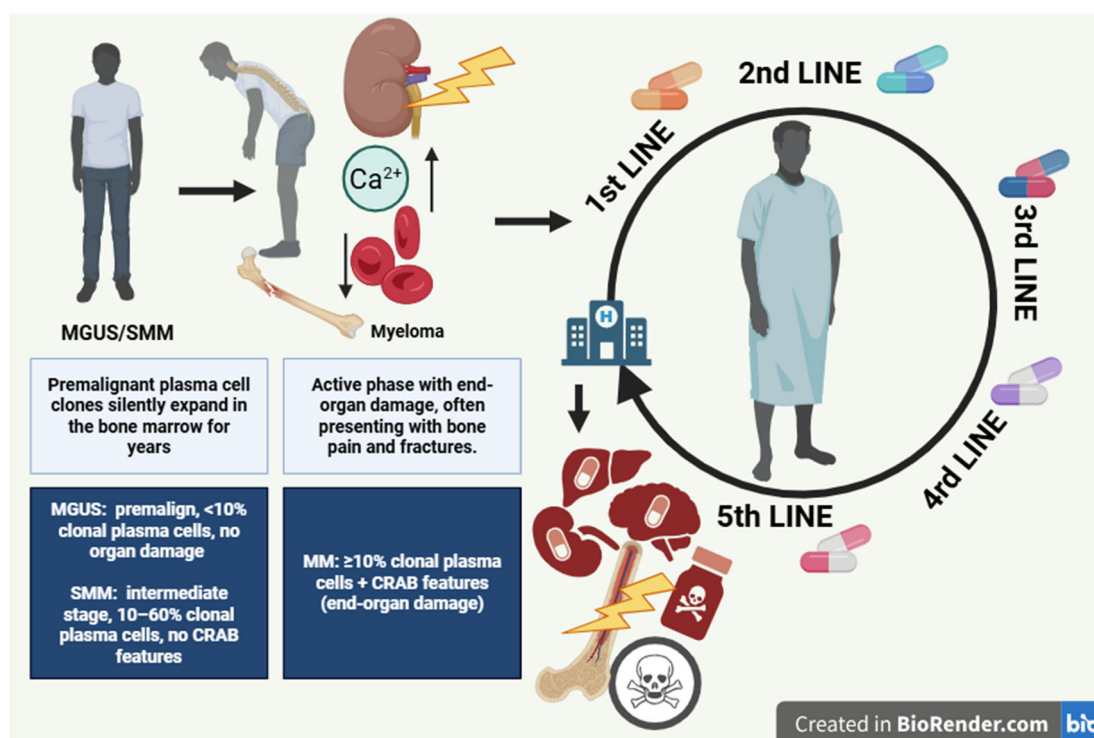 MGUS/SMM
Ca²⁺
Myeloma
Premalignant plasma cell
clones silently expand in
the bone marrow for
years
Active phase with end-
organ damage, often
presenting with bone
pain and fractures.
MGUS: premalign, <10%
clonal plasma cells, no
organ damage
SMM: intermediate
stage, 10–60% clonal
plasma cells, no CRAB
features
MM: ≥10% clonal plasma
cells + CRAB features
(end-organ damage)
1st LINE
2nd LINE
3rd LINE
4rd LINE
5th LINE
H
Created in BioRender.com bio